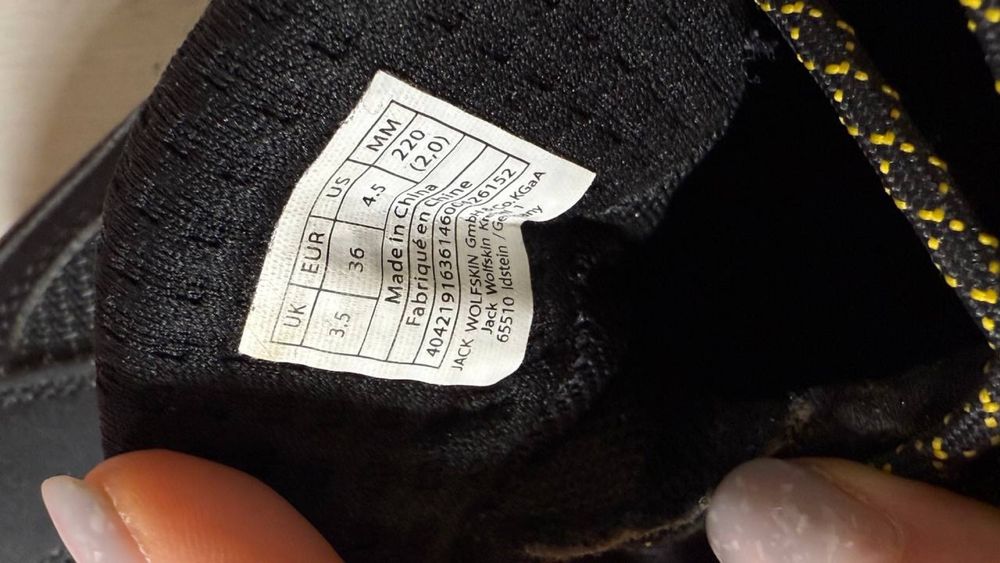 UK EUR US MM
3.5 36 4.5 220 (2.0)
Made in China
Fabriqué en Chine
JACK WOLFSKIN
Jack Wolfskin
65510 Idstein /